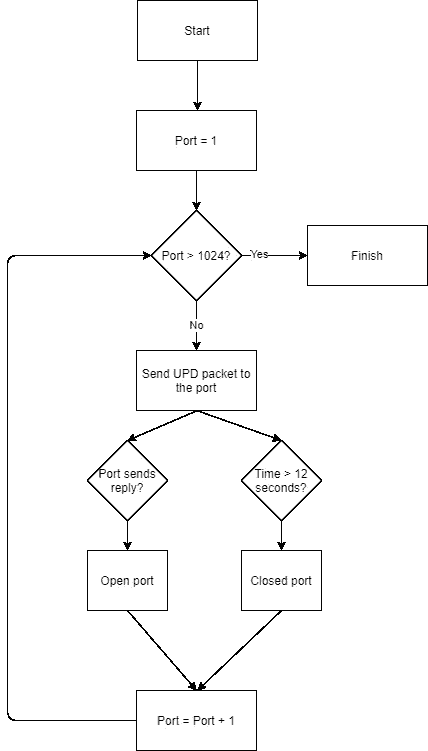 Start
Port = 1
Port > 1024?
Yes
Finish
No
Send UPD packet to
the port
Port sends
reply?
Time > 12
seconds?
Open port
Closed port
Port = Port + 1